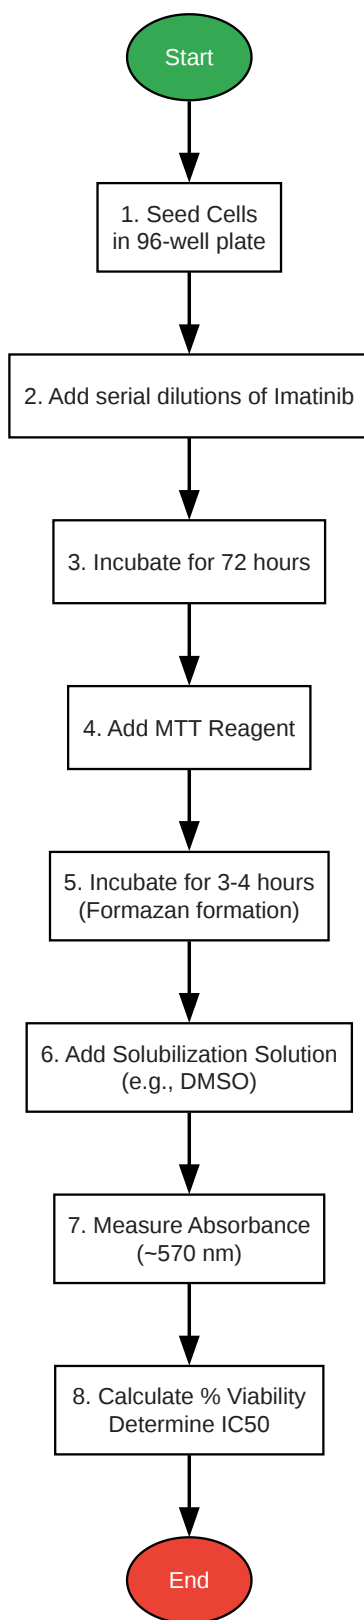 Start
1. Seed Cells
in 96-well plate
2. Add serial dilutions of Imatinib
3. Incubate for 72 hours
4. Add MTT Reagent
5. Incubate for 3-4 hours
(Formazan formation)
6. Add Solubilization Solution
(e.g., DMSO)
7. Measure Absorbance
(~570 nm)
8. Calculate % Viability
Determine IC50
End